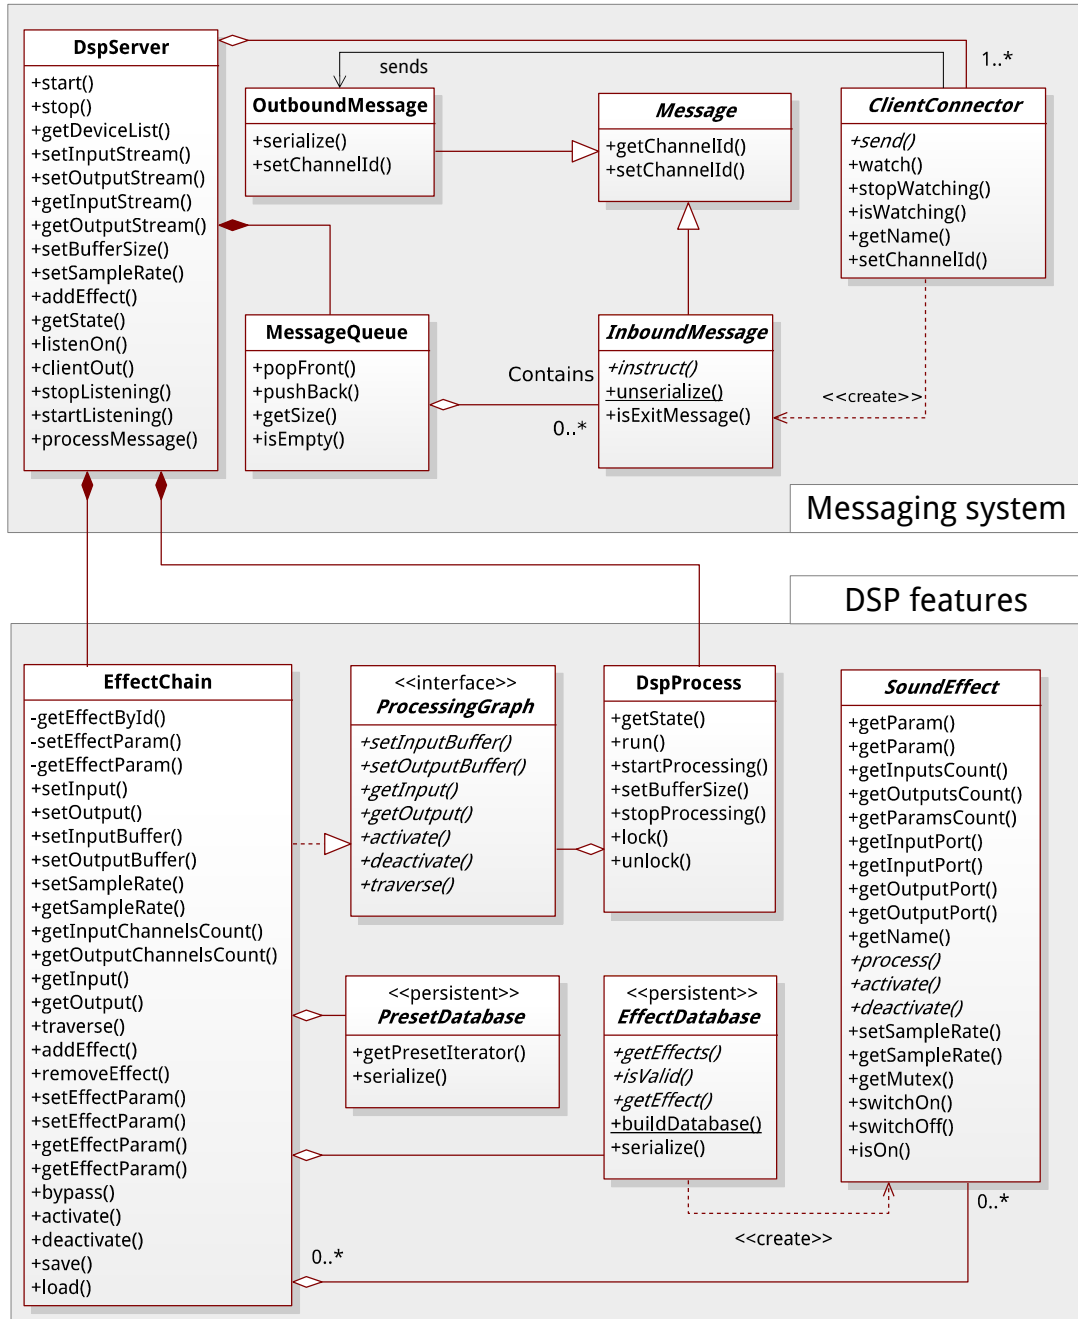 DspServer
+start()
+stop()
+getDeviceList()
+setInputStream()
+setOutputStream()
+getInputStream()
+getOutputStream()
+setBufferSize()
+setSampleRate()
+addEffect()
+getState()
+listenOn()
+clientOut()
+stopListening()
+startListening()
+processMessage()
sends
1..*
OutboundMessage
+serialize()
+setChannelId()
Message
+getChannelId()
+setChannelId()
ClientConnector
+send()
+watch()
+stopWatching()
+isWatching()
+getName()
+setChannelId()
MessageQueue
+popFront()
+pushBack()
+getSize()
+isEmpty()
Contains
0..*
InboundMessage
+instruct()
+unserialize()
+isExitMessage()
<<create>>
Messaging system
DSP features
EffectChain
-getEffectById()
-setEffectParam()
-getEffectParam()
+setInput()
+setOutput()
+setInputBuffer()
+setOutputBuffer()
+setSampleRate()
+getSampleRate()
+getInputChannelsCount()
+getOutputChannelsCount()
+getInput()
+getOutput()
+traverse()
+addEffect()
+removeEffect()
+setEffectParam()
+setEffectParam()
+getEffectParam()
+getEffectParam()
+bypass()
+activate()
+deactivate()
+save()
+load()
<<interface>>
ProcessingGraph
+setInputBuffer()
+setOutputBuffer()
+getInput()
+getOutput()
+activate()
+deactivate()
+traverse()
DspProcess
+getState()
+run()
+startProcessing()
+setBufferSize()
+stopProcessing()
+lock()
+unlock()
SoundEffect
+getParam()
+getParam()
+getInputsCount()
+getOutputsCount()
+getParamsCount()
+getInputPort()
+getInputPort()
+getOutputPort()
+getOutputPort()
+getName()
+process()
+activate()
+deactivate()
+setSampleRate()
+getSampleRate()
+getMutex()
+switchOn()
+switchOff()
+isOn()
<<persistent>>
PresetDatabase
+getPresetIterator()
+serialize()
<<persistent>>
EffectDatabase
+getEffects()
+isValid()
+getEffect()
+buildDatabase()
+serialize()
<<create>>
0..*
0..*